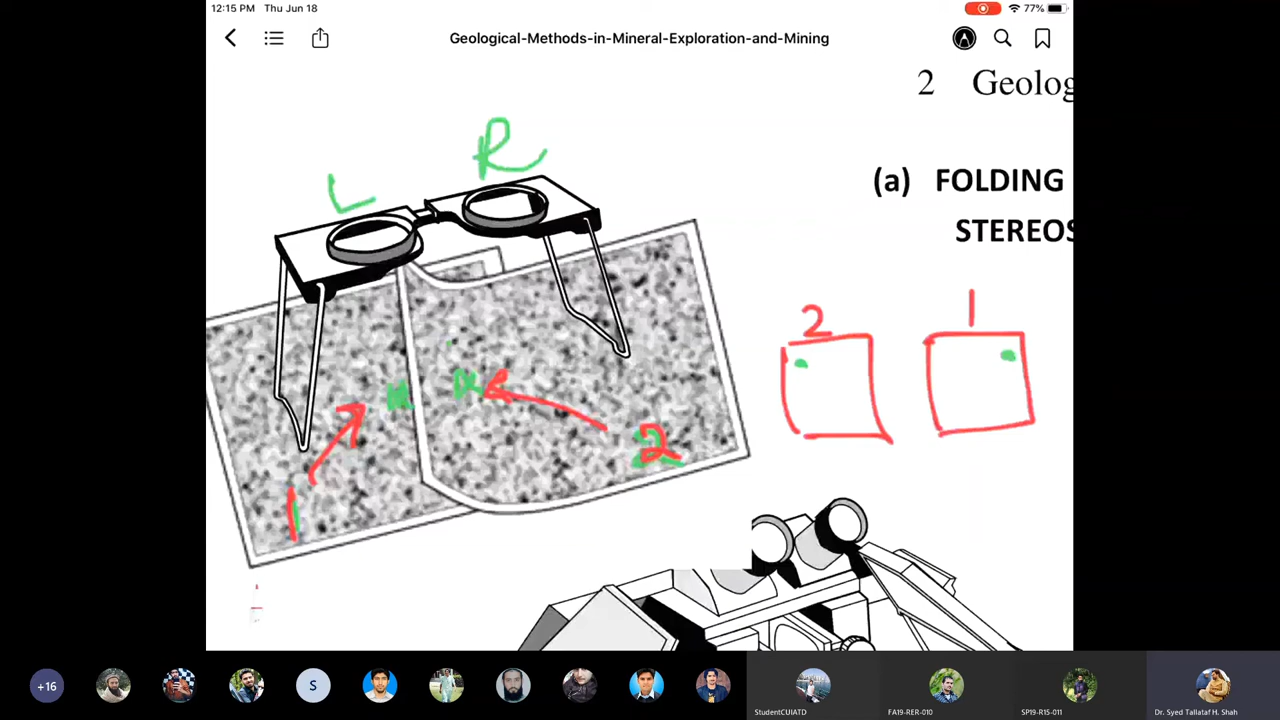 12:15 PM Thu Jun 18
77%
Geological-Methods-in-Mineral-Exploration-and-Mining
2 Geolog
L
R
(a) FOLDING
STEREOS
2
1
2
1
+16
S
StudentCUIATD
FA19-RER-010
SP19-R15-011
Dr. Syed Tallataf H. Shah